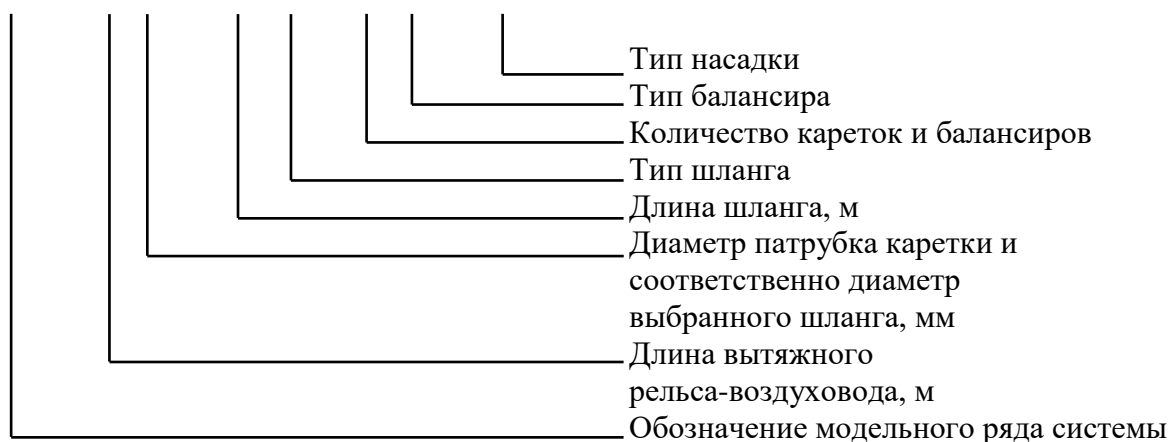 Тип насадки
Тип балансира
Количество кареток и балансиров
Тип шланга
Длина шланга, м
Диаметр патрубка каретки и
соответственно диаметр
выбранного шланга, мм
Длина вытяжного
рельса-воздуховода, м
Обозначение модельного ряда системы